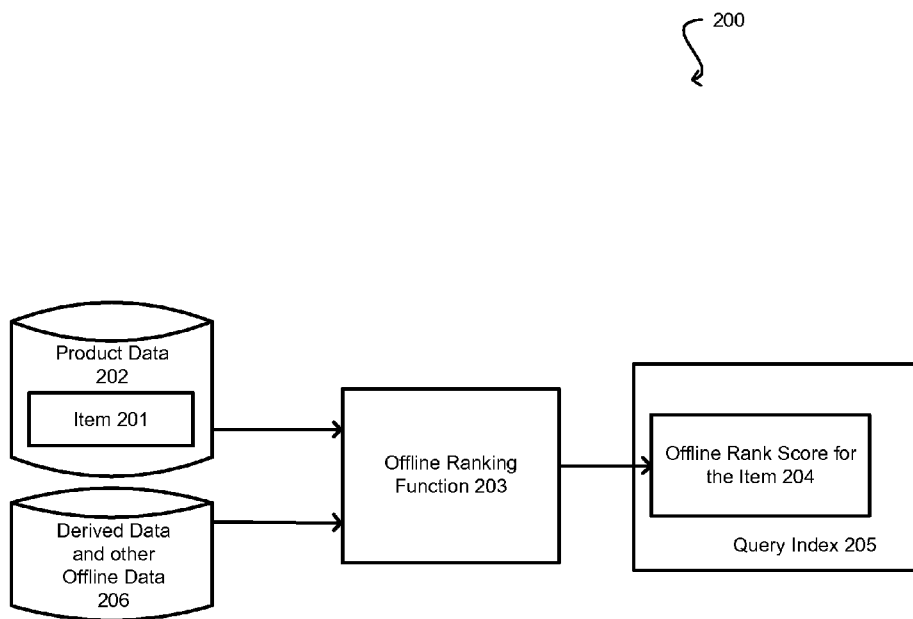 200
Product Data
202
Item 201
Derived Data
and other
Offline Data
206
Offline Ranking
Function 203
Offline Rank Score for
the Item 204
Query Index 205